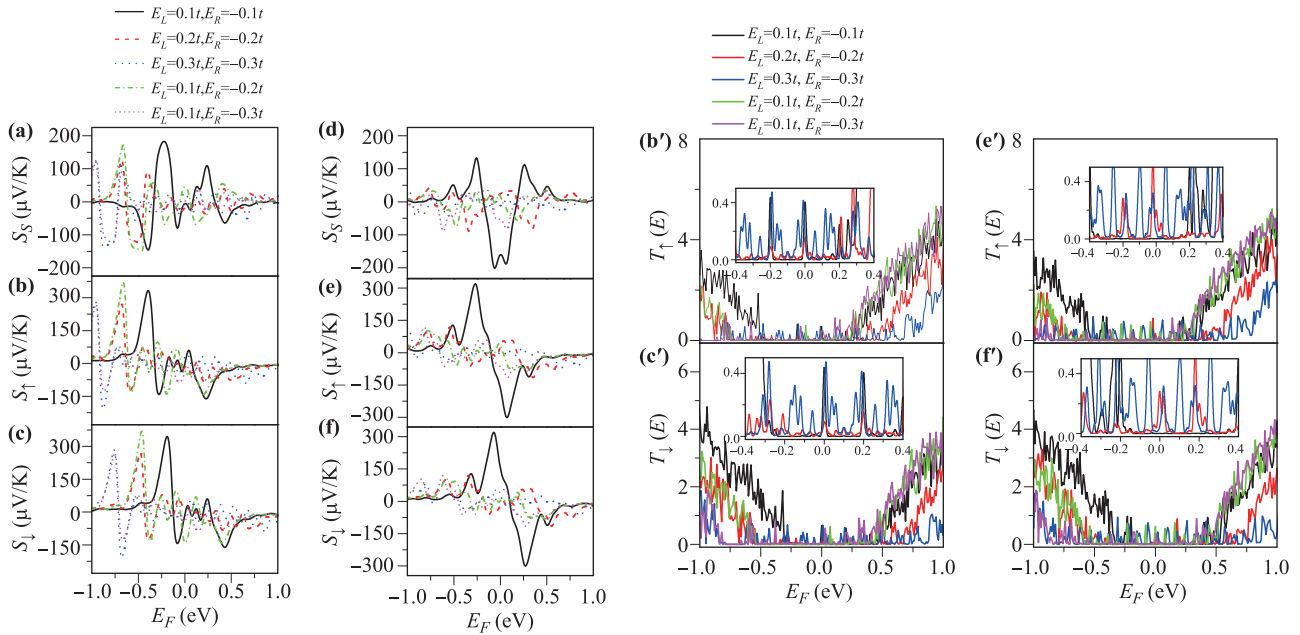 E_L=0.1t,E_R=−0.1t
E_L=0.2t,E_R=−0.2t
E_L=0.3t,E_R=−0.3t
E_L=0.1t,E_R=−0.2t
E_L=0.1t,E_R=−0.3t
(a)
200
100
0
−100
−200
S_S (μV/K)
(b)
300
150
0
−150
S_↑ (μV/K)
(c)
300
150
0
−150
S_↓ (μV/K)
−1.0 −0.5 0.0 0.5 1.0
E_F (eV)
(d)
200
100
0
−100
−200
S_S (μV/K)
(e)
300
150
0
−150
−300
S_↑ (μV/K)
(f)
300
150
0
−150
−300
S_↓ (μV/K)
−1.0 −0.5 0.0 0.5 1.0
E_F (eV)
E_L=0.1t, E_R=−0.1t
E_L=0.2t, E_R=−0.2t
E_L=0.3t, E_R=−0.3t
E_L=0.1t, E_R=−0.2t
E_L=0.1t, E_R=−0.3t
(b′)
8
4
0
T_↑ (E)
0.4
0.0
−0.4 −0.2 0.0 0.2 0.4
(c′)
6
4
2
0
T_↓ (E)
0.4
0.0
−0.4 −0.2 0.0 0.2 0.4
−1.0 −0.5 0.0 0.5 1.0
E_F (eV)
(e′)
8
4
0
T_↑ (E)
0.4
0.0
−0.4 −0.2 0.0 0.2 0.4
(f′)
6
4
2
0
T_↓ (E)
0.4
0.0
−0.4 −0.2 0.0 0.2 0.4
−1.0 −0.5 0.0 0.5 1.0
E_F (eV)